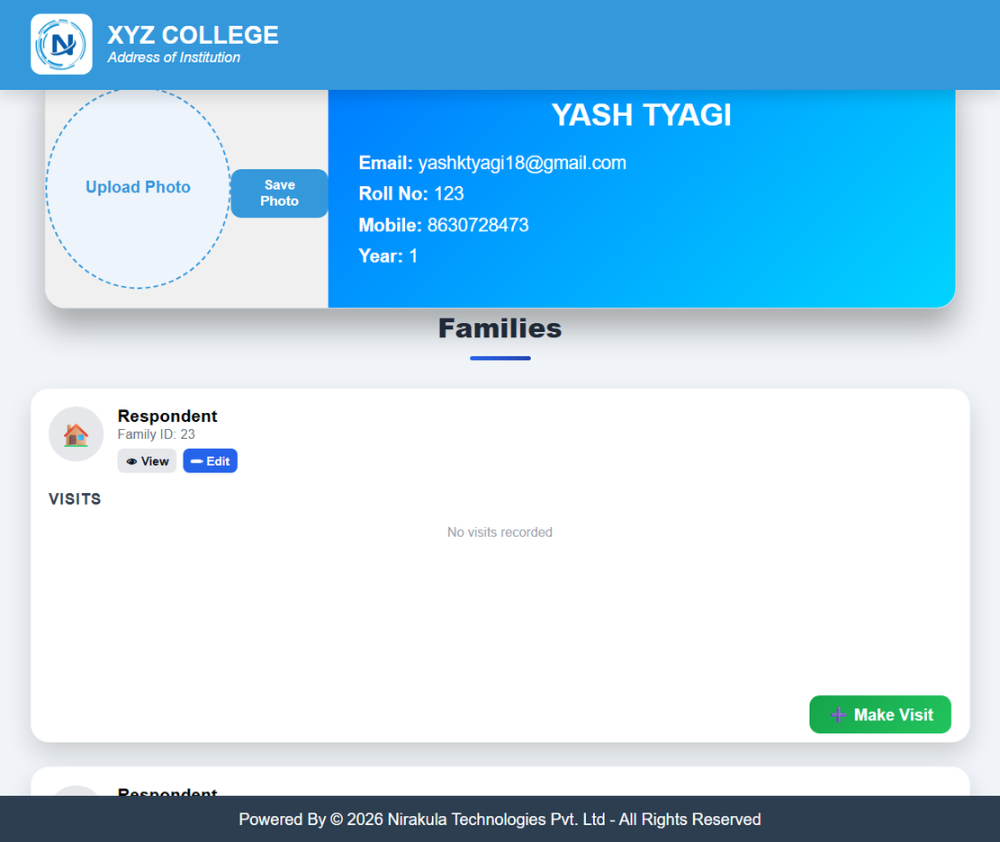 N
XYZ COLLEGE
Address of Institution
Upload Photo
Save
Photo
YASH TYAGI
Email: yashktyagi18@gmail.com
Roll No: 123
Mobile: 8630728473
Year: 1
Families
Respondent
Family ID: 23
View
Edit
VISITS
No visits recorded
Make Visit
Respondent
Powered By © 2026 Nirakula Technologies Pvt. Ltd - All Rights Reserved